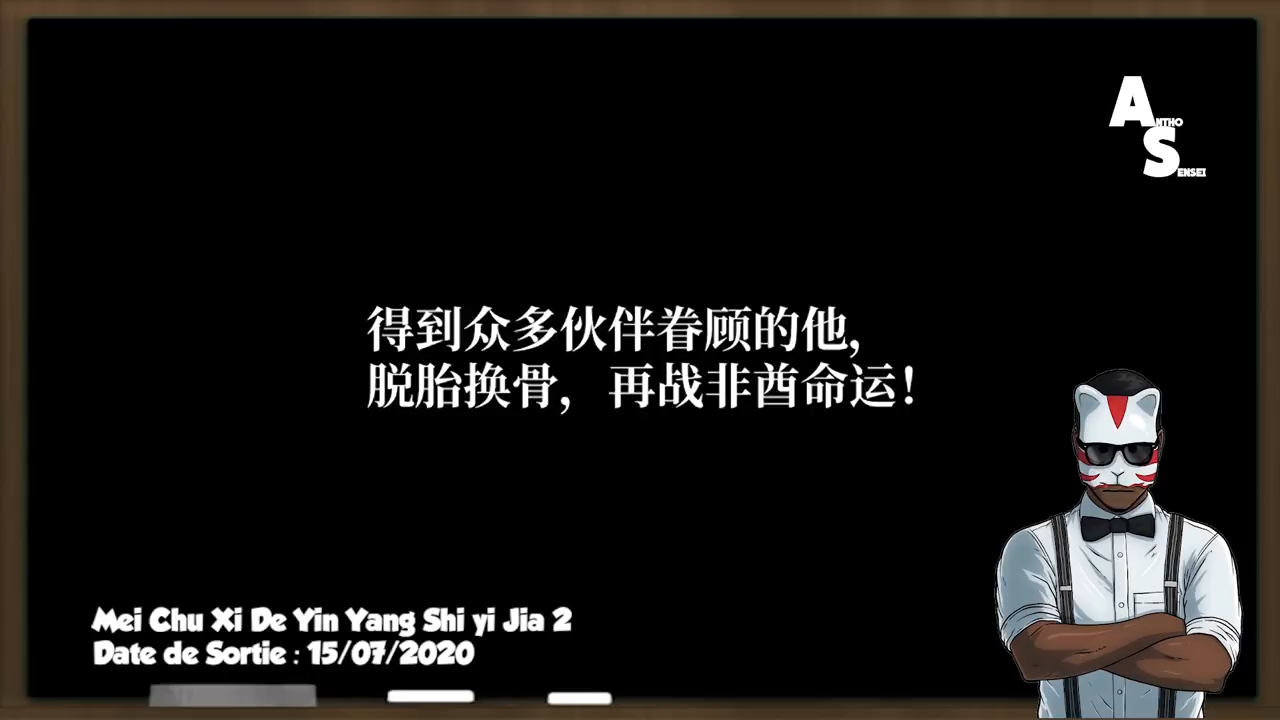 ANTHO
SENSEI
得到众多伙伴眷顾的他，
脱胎换骨，再战非酋命运！
Mei Chu Xi De Yin Yang Shi yi Jia 2
Date de Sortie : 15/07/2020